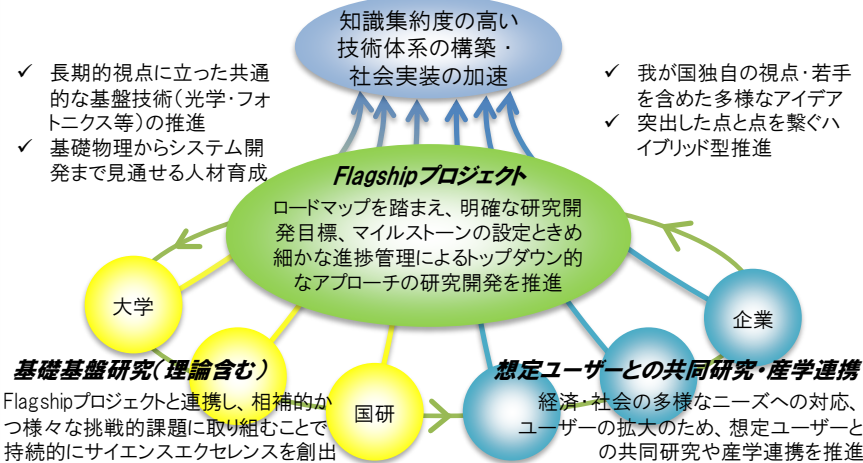 知識集約度の高い
技術体系の構築・
社会実装の加速
✓ 長期的視点に立った共通
的な基盤技術(光学・フォ
トニクス等)の推進
✓ 基礎物理からシステム開
発まで見通せる人材育成
✓ 我が国独自の視点・若手
を含めた多様なアイデア
✓ 突出した点と点を繋ぐハ
イブリッド型推進
Flagshipプロジェクト
ロードマップを踏まえ、明確な研究開
発目標、マイルストーンの設定ときめ
細かな進捗管理によるトップダウン的
なアプローチの研究開発を推進
大学
企業
基礎基盤研究(理論含む)
Flagshipプロジェクトと連携し、相補的か
つ様々な挑戦的課題に取り組むことで
持続的にサイエンスエクセレンスを創出
国研
想定ユーザーとの共同研究・産学連携
経済・社会の多様なニーズへの対応、
ユーザーの拡大のため、想定ユーザーと
の共同研究や産学連携を推進